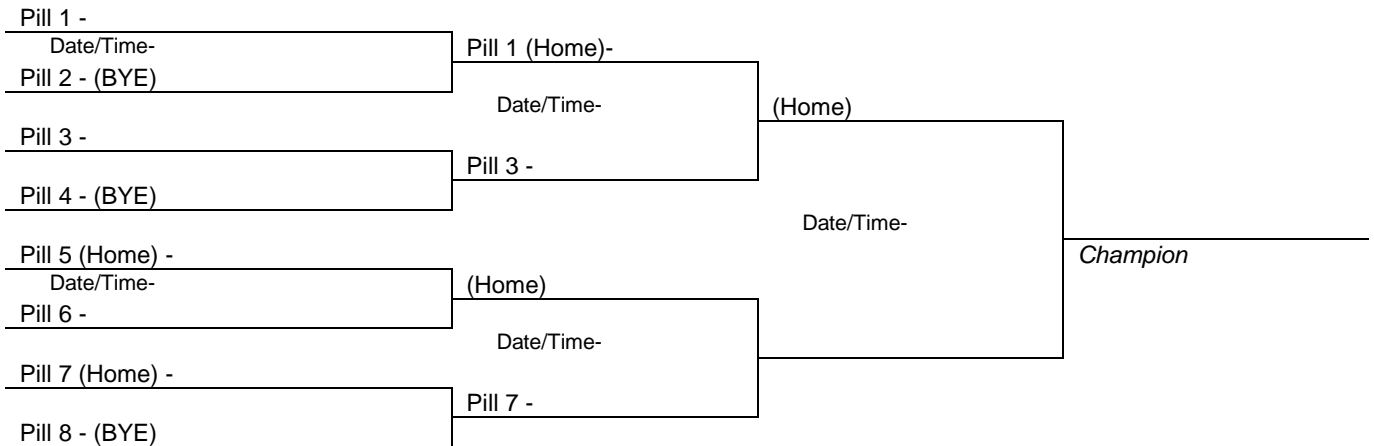 Pill 1 -
Date/Time-
Pill 1 (Home)-
Pill 2 - (BYE)
Date/Time-
(Home)
Pill 3 -
Pill 3 -
Pill 4 - (BYE)
Date/Time-
Pill 5 (Home) -
Champion
Date/Time-
(Home)
Pill 6 -
Date/Time-
Pill 7 (Home) -
Pill 7 -
Pill 8 - (BYE)